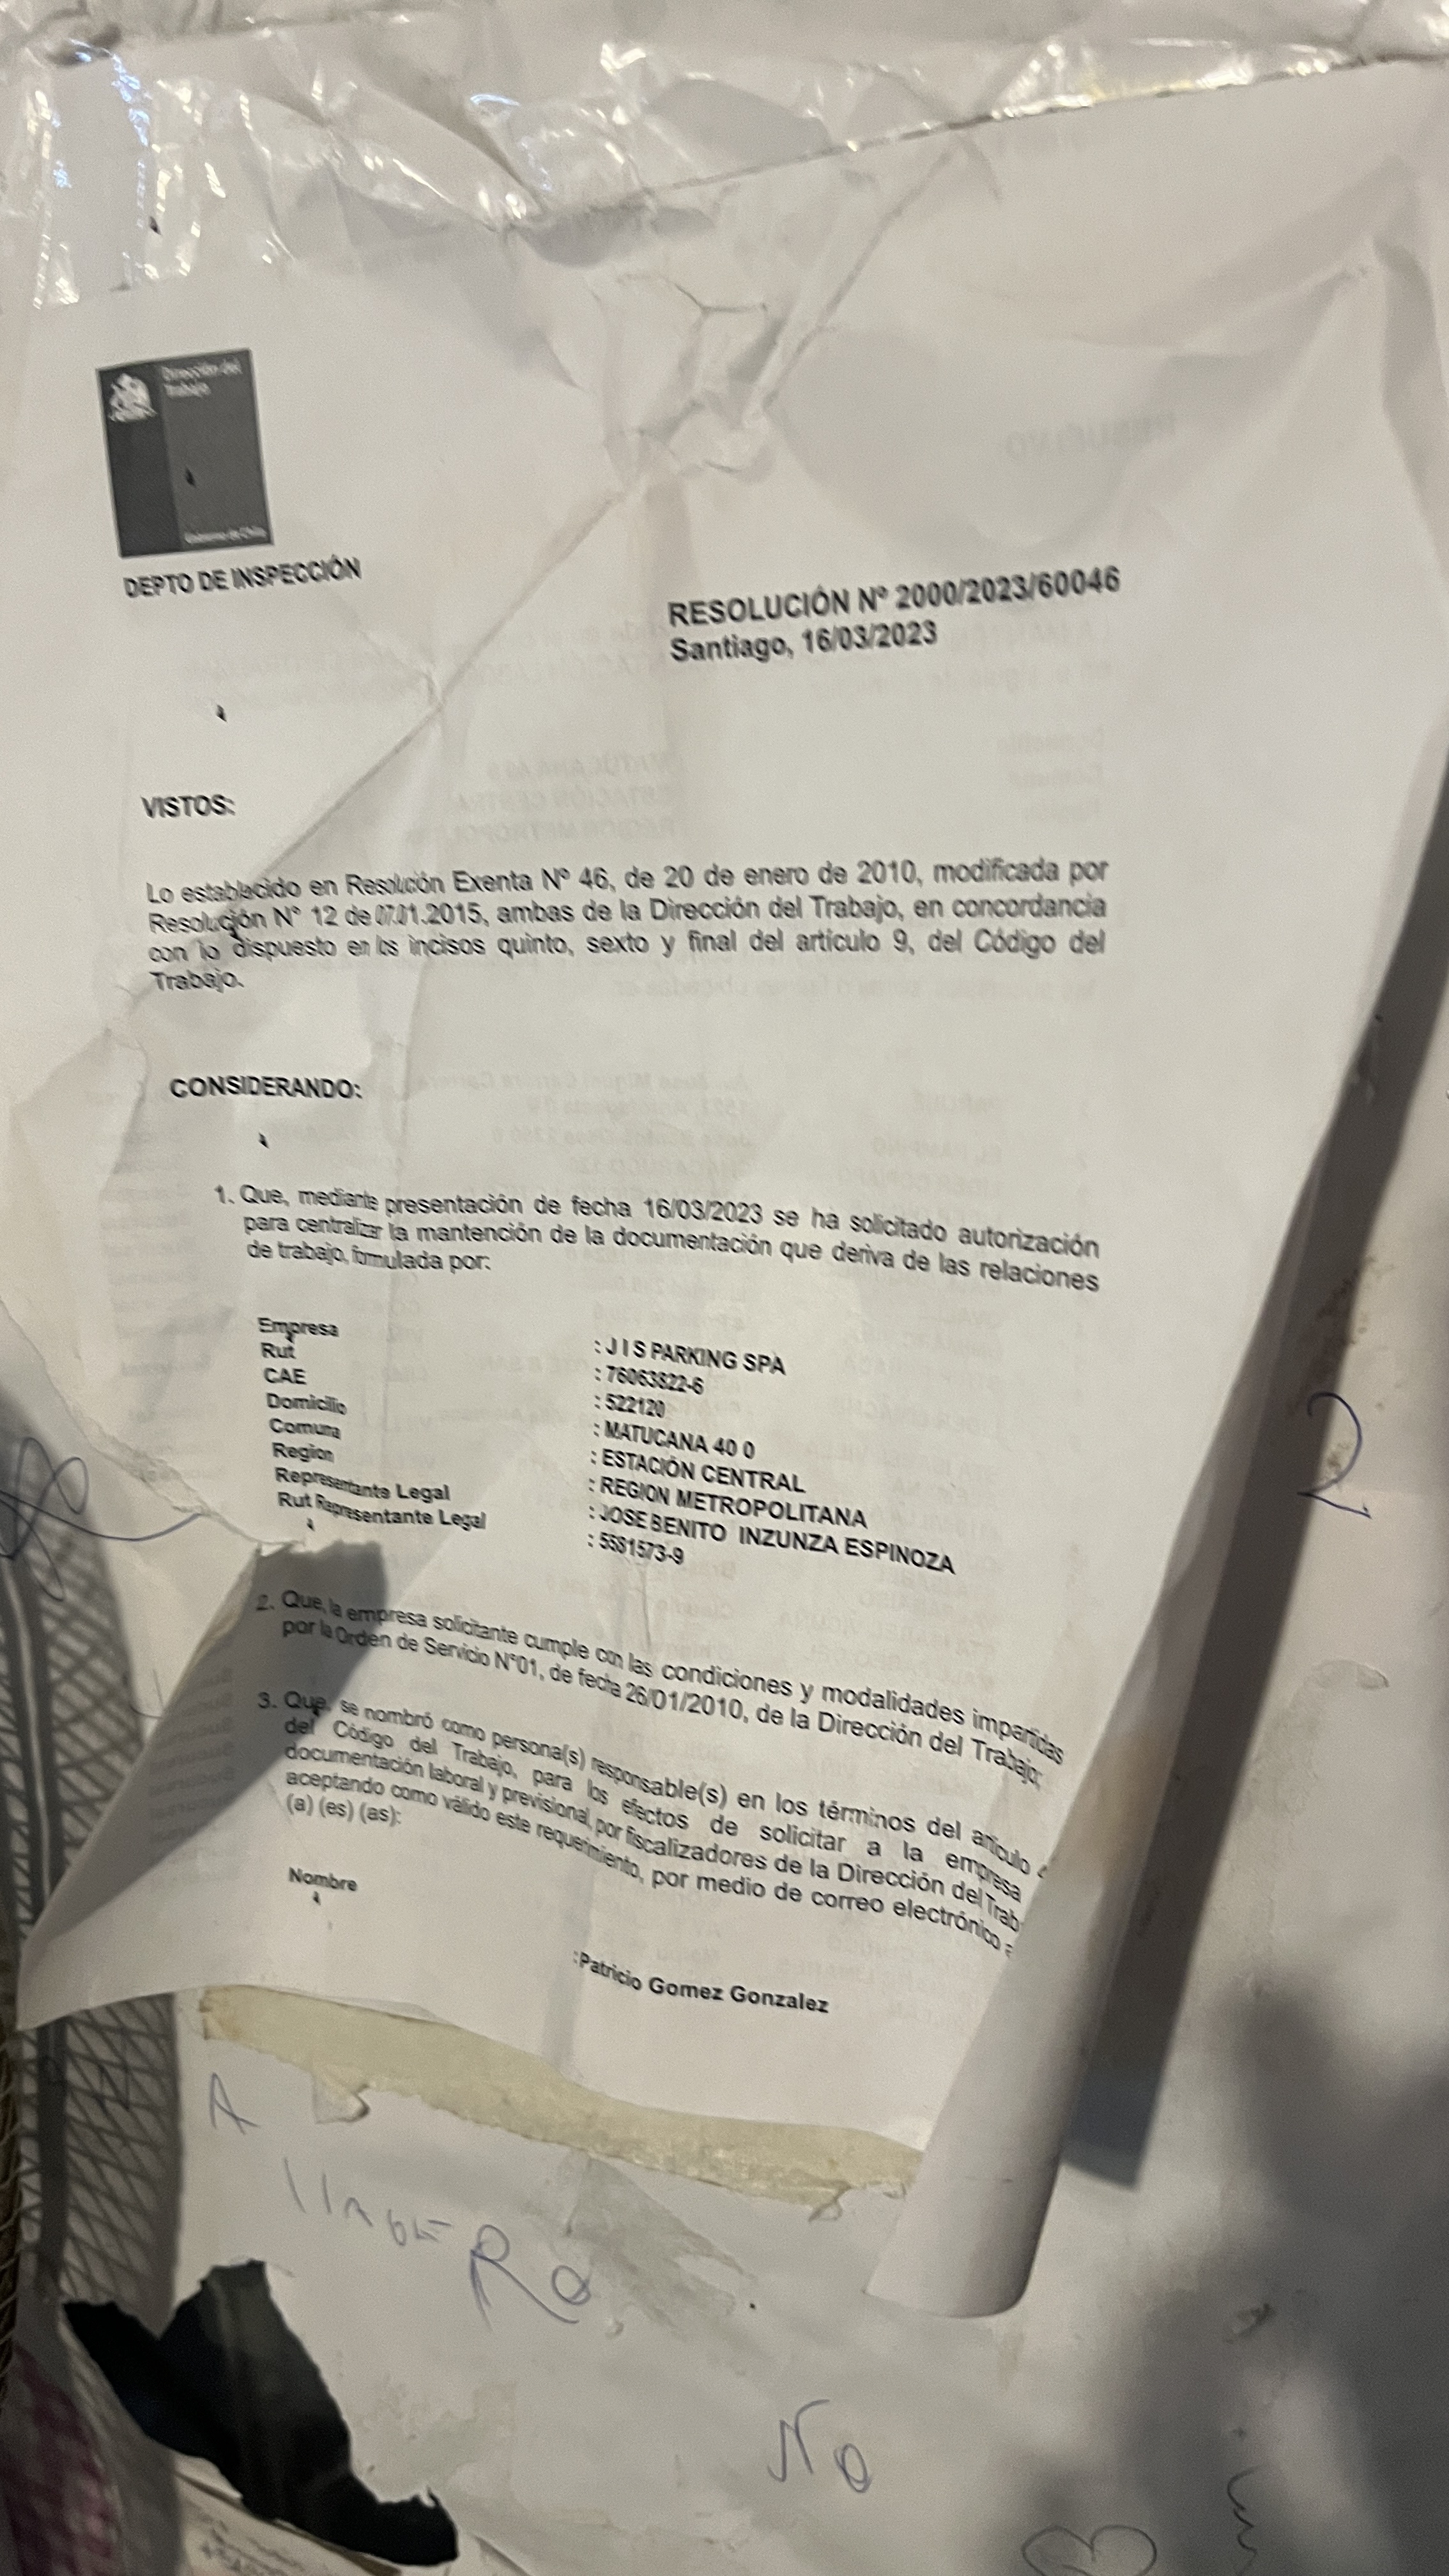 Dirección del
Trabajo
Gobierno de Chile
DEPTO DE INSPECCIÓN
RESOLUCIÓN Nº 2000/2023/60046
Santiago, 16/03/2023
VISTOS:
Lo establecido en Resolución Exenta Nº 46, de 20 de enero de 2010, modificada por
Resolución N° 12 de 07.01.2015, ambas de la Dirección del Trabajo, en concordancia
con lo dispuesto en los incisos quinto, sexto y final del artículo 9, del Código del
Trabajo.
CONSIDERANDO:
1. Que, mediante presentación de fecha 16/03/2023 se ha solicitado autorización
para centralizar la mantención de la documentación que deriva de las relaciones
de trabajo, formulada por:
Empresa : J I S PARKING SPA
Rut : 76063822-6
CAE : 522120
Domicilio : MATUCANA 40 0
Comuna : ESTACIÓN CENTRAL
Region : REGION METROPOLITANA
Representante Legal : JOSE BENITO INZUNZA ESPINOZA
Rut Representante Legal : 5581573-9
2. Que, la empresa solicitante cumple con las condiciones y modalidades impartidas
por la Orden de Servicio N°01, de fecha 26/01/2010, de la Dirección del Trabajo;
3. Que, se nombró como persona(s) responsable(s) en los términos del artículo
del Código del Trabajo, para los efectos de solicitar a la empresa
documentación laboral y previsional, por fiscalizadores de la Dirección del Trab
aceptando como válido este requerimiento, por medio de correo electrónico a
(a) (es) (as):
Nombre :Patricio Gomez Gonzalez
A
No